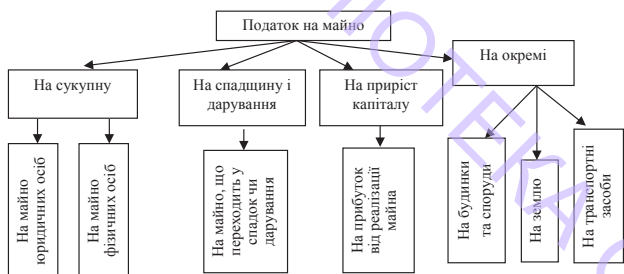 Податок на майно
На сукупну
На спадщину і
дарування
На приріст
капіталу
На окремі
На майно
юридичних осіб
На майно
фізичних осіб
На майно, що
переходить у
спадок чи
дарування
На прибуток
від реалізації
майна
На будинки
та споруди
На землю
На транспортні
засоби